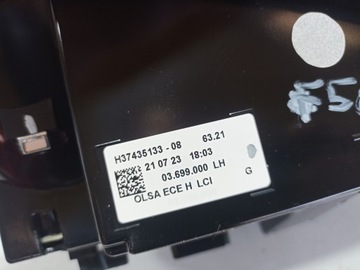 H37435133 - 08 63.21
21 07 23 18:03
03.699.000 LH
OLSA ECE H LCI G